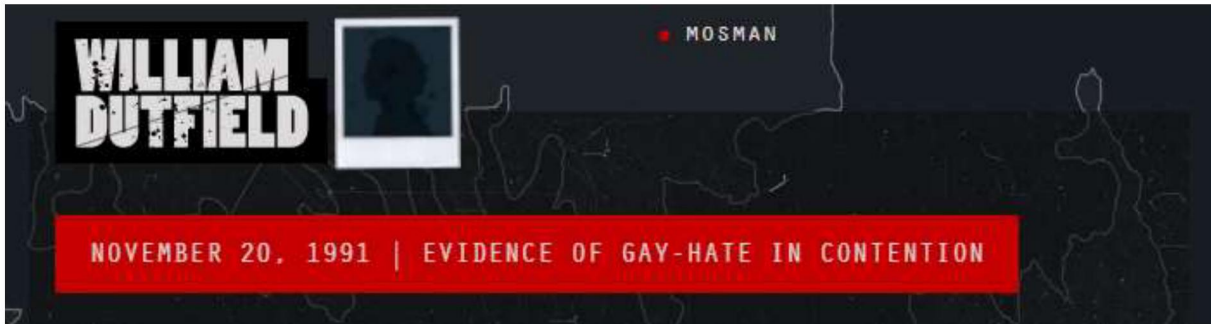 WILLIAM
DUTFIELD
MOSMAN
NOVEMBER 20, 1991 | EVIDENCE OF GAY-HATE IN CONTENTION